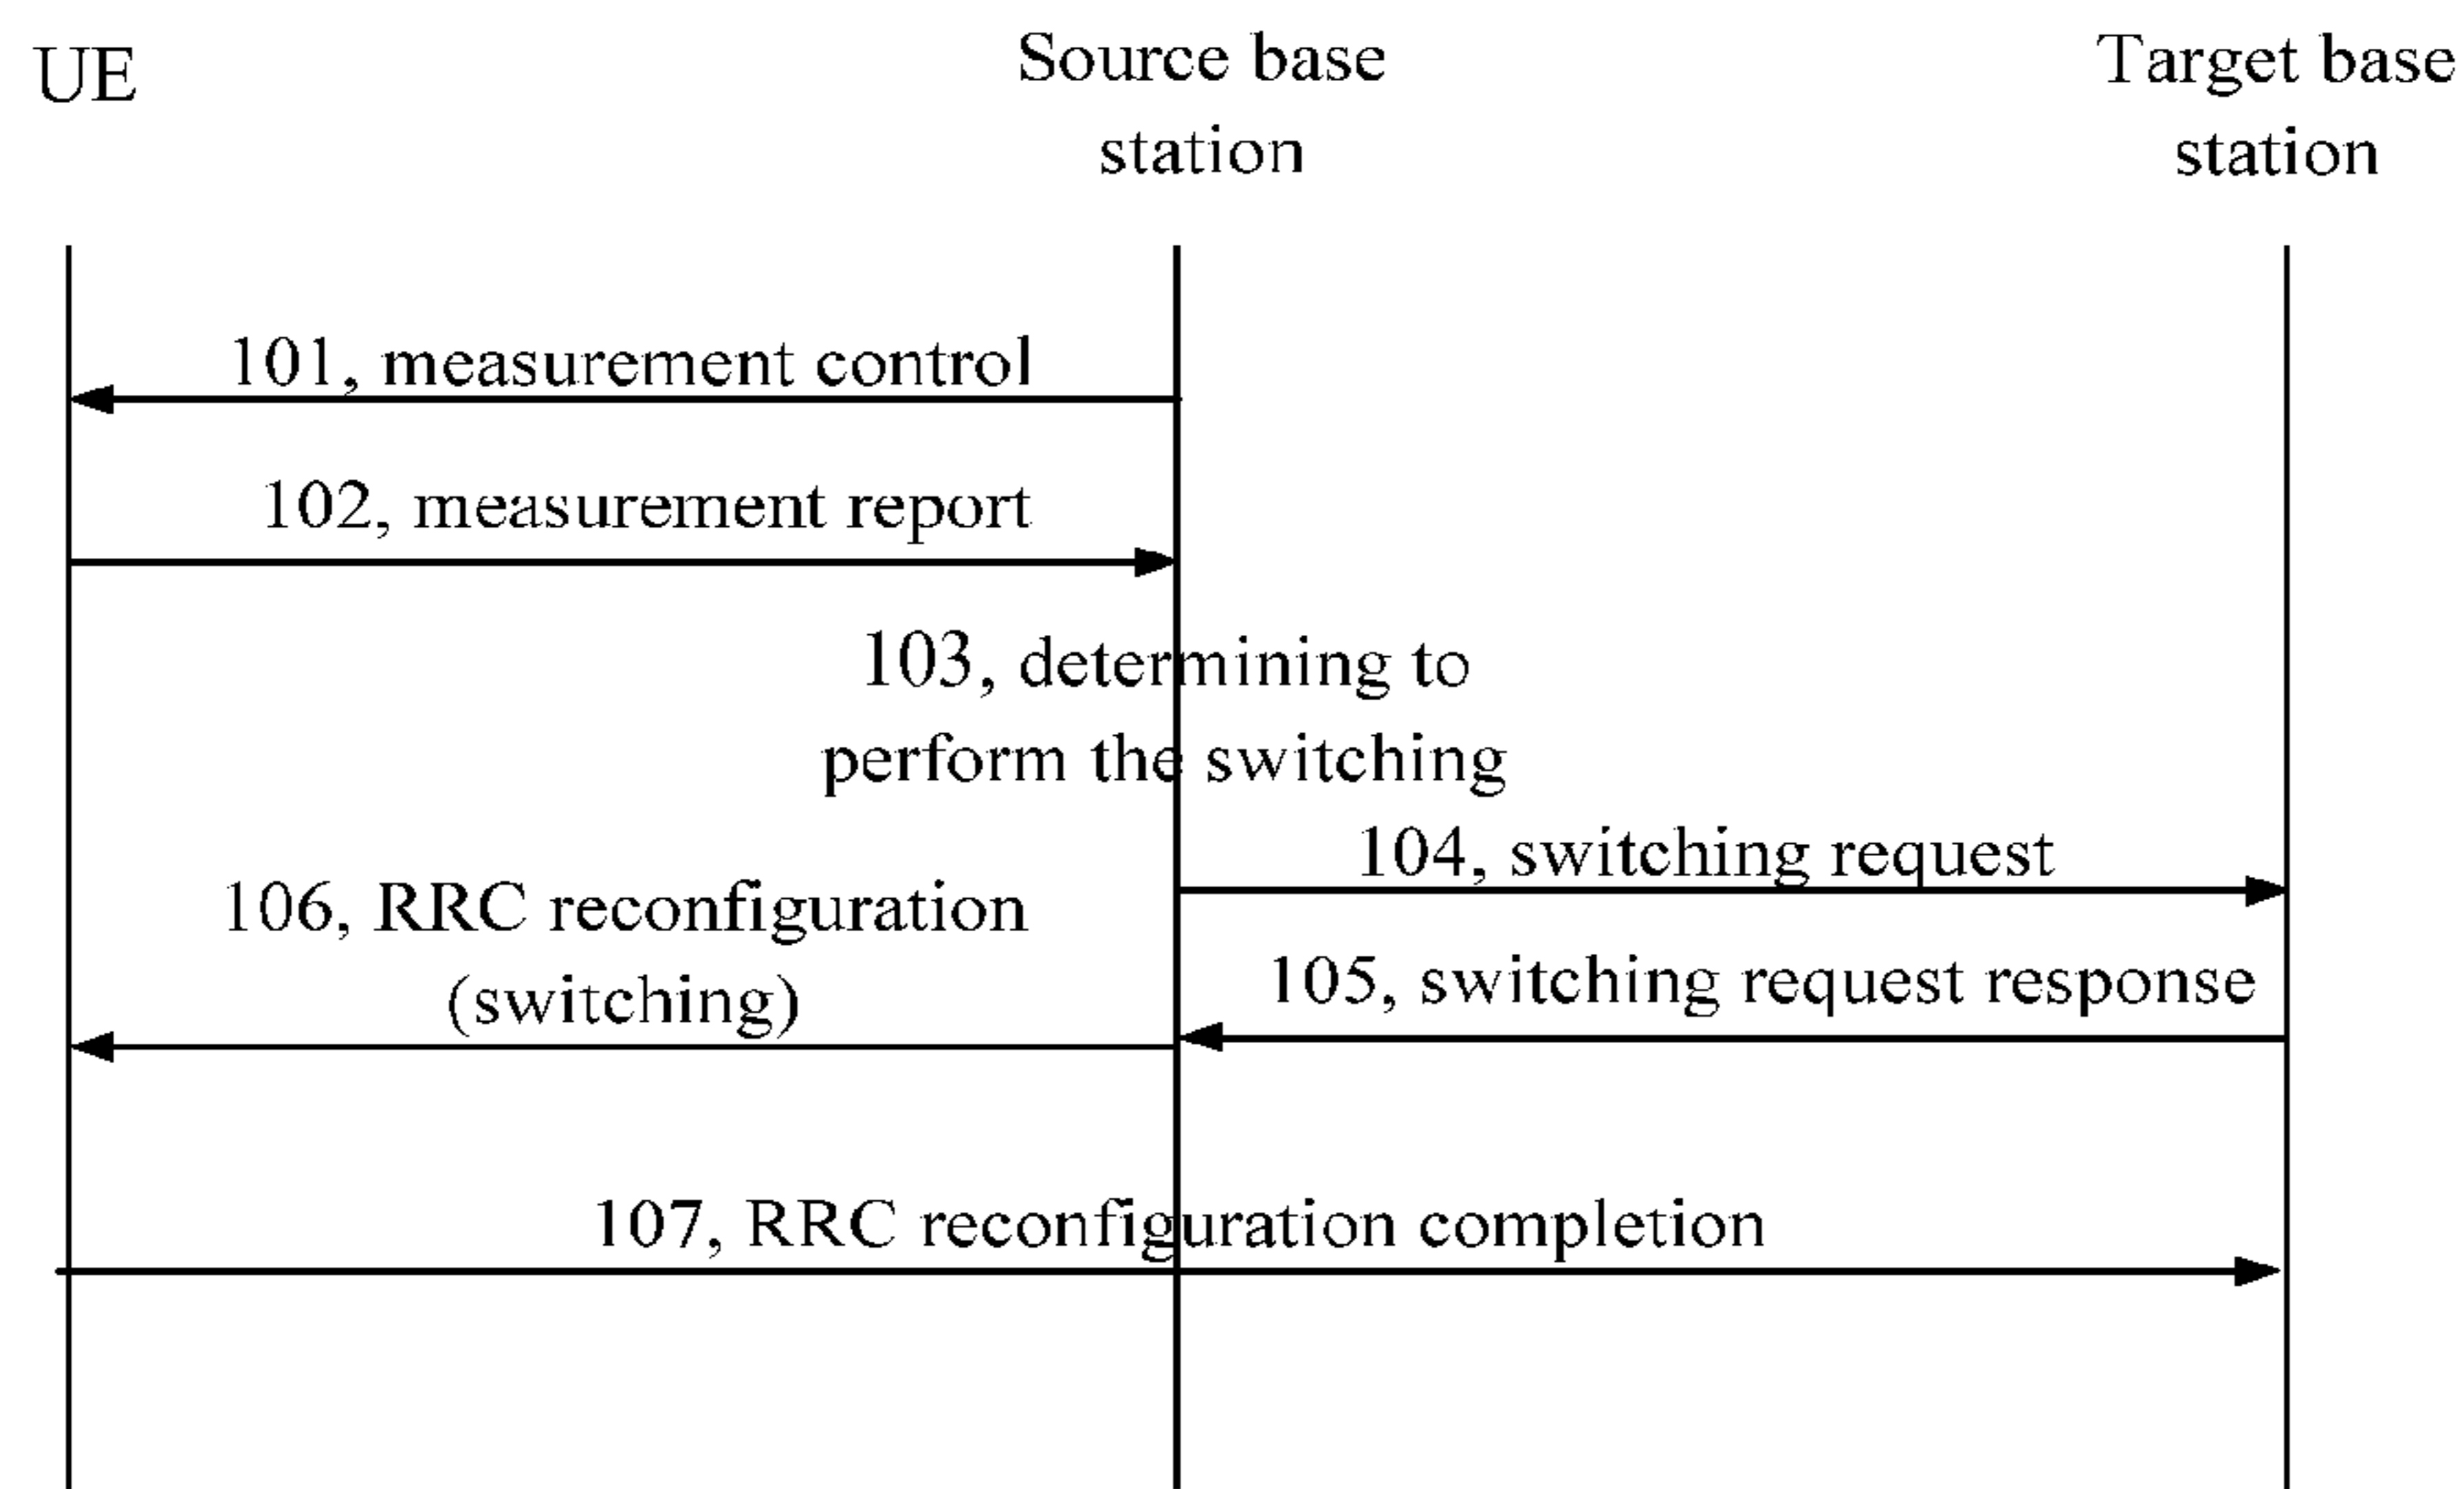 UE
Source base
station
Target base
station
101, measurement control
102, measurement report
103, determining to
perform the switching
104, switching request
106, RRC reconfiguration
(switching)
105, switching request response
107, RRC reconfiguration completion